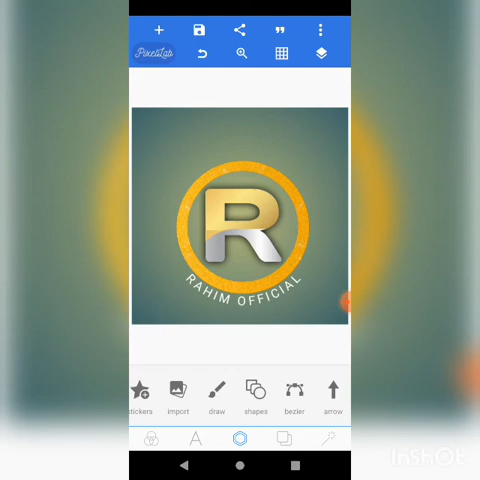 PixelLab
R
RAHIM OFFICIAL
stickers import draw shapes bezier arrow
InShOt